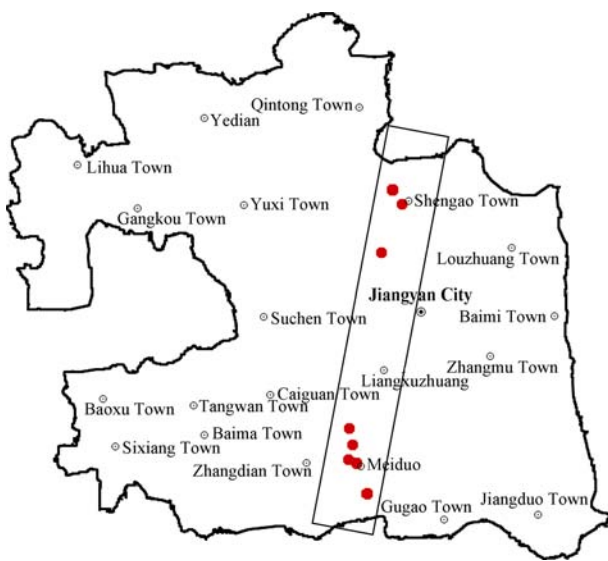 Qintong Town
Yedian
Lihua Town
Shengao Town
Yuxi Town
Gangkou Town
Louzhuang Town
Jiangyan City
Suchen Town
Baimi Town
Zhangmu Town
Liangxuzhuang
Caiguan Town
Baoxu Town
Tangwan Town
Baima Town
Sixiang Town
Zhangdian Town
Meiduo
Jiangduo Town
Gugao Town